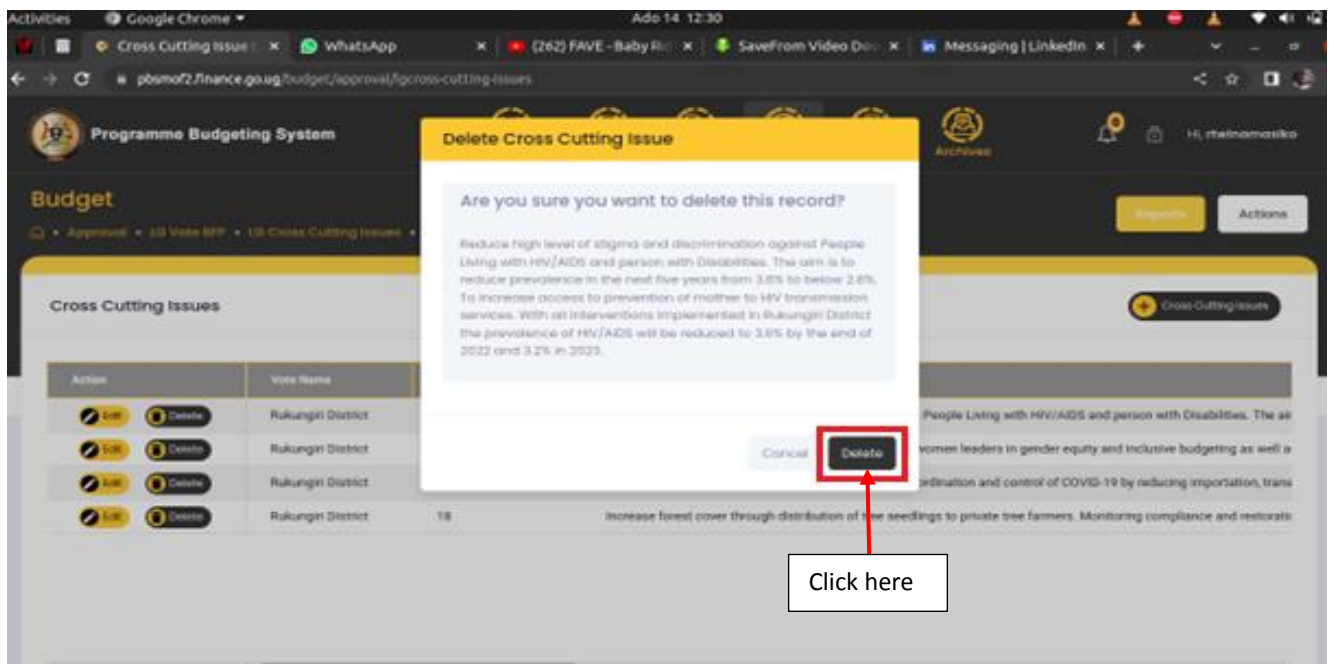 Activities Google Chrome Ado 14 12:30
Cross Cutting Issue WhatsApp (262) FAVE - Baby SaveFrom Video Messaging | LinkedIn
pbsmof2.finance.go.ug/budget/approval/lgcross-cutting-issues
Programme Budgeting System
Archives
Hi, rheinamasiko
Delete Cross Cutting Issue
Budget
Approval LG Vote BFP LG Cross Cutting Issues
Reports Actions
Are you sure you want to delete this record?
Reduce high level of stigma and discrimination against People
Living with HIV/AIDS and person with Disabilities. The aim is to
reduce prevalence in the next five years from 3.8% to below 2.8%.
To increase access to prevention of mother to HIV transmission
services. With all interventions implemented in Rukungiri District
the prevalence of HIV/AIDS will be reduced to 3.6% by the end of
2022 and 3.2% in 2023.
Cancel Delete
Cross Cutting Issues
Cross Cutting Issues
Action Vote Name
Edit Delete Rukungiri District People Living with HIV/AIDS and person with Disabilities. The ai
Edit Delete Rukungiri District women leaders in gender equity and inclusive budgeting as well a
Edit Delete Rukungiri District ordination and control of COVID-19 by reducing importation, trans
Edit Delete Rukungiri District 18 Increase forest cover through distribution of tree seedlings to private tree farmers. Monitoring compliance and restorati
Click here